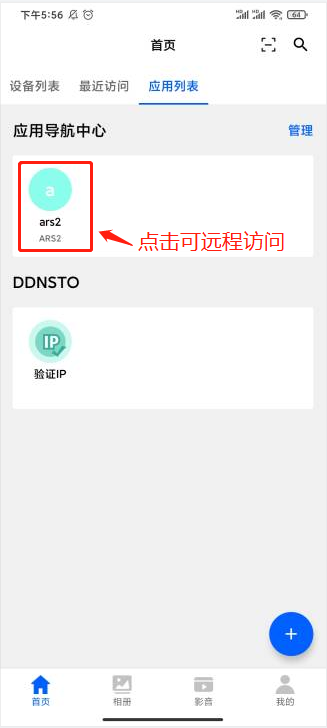 下午5:56
64
首页
设备列表 最近访问 应用列表
应用导航中心 管理
a
ars2
ARS2
点击可远程访问
DDNSTO
IP
验证IP
首页 相册 影音 我的